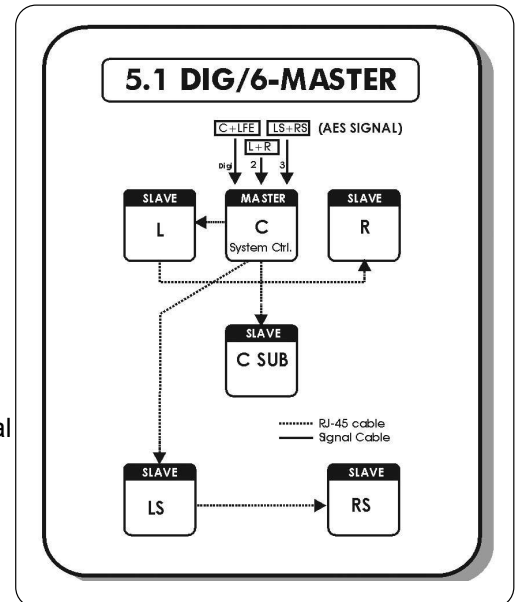 5.1 DIG/6-MASTER
C+LFE LS+RS (AES SIGNAL)
L+R
Digi 2 3
SLAVE MASTER SLAVE
L C R
System Ctrl.
SLAVE
C SUB
RJ-45 cable
Signal Cable
al
SLAVE SLAVE
LS RS